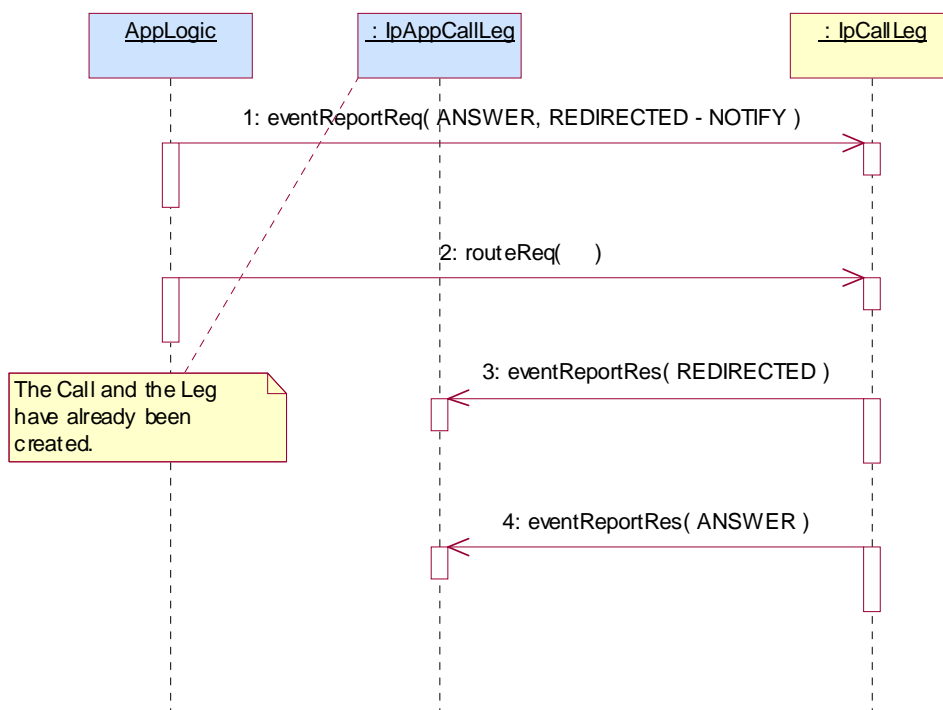 AppLogic
: IpAppCallLeg
: IpCallLeg
1: eventReportReq( ANSWER, REDIRECTED - NOTIFY )
2: routeReq( )
The Call and the Leg
have already been
created.
3: eventReportRes( REDIRECTED )
4: eventReportRes( ANSWER )